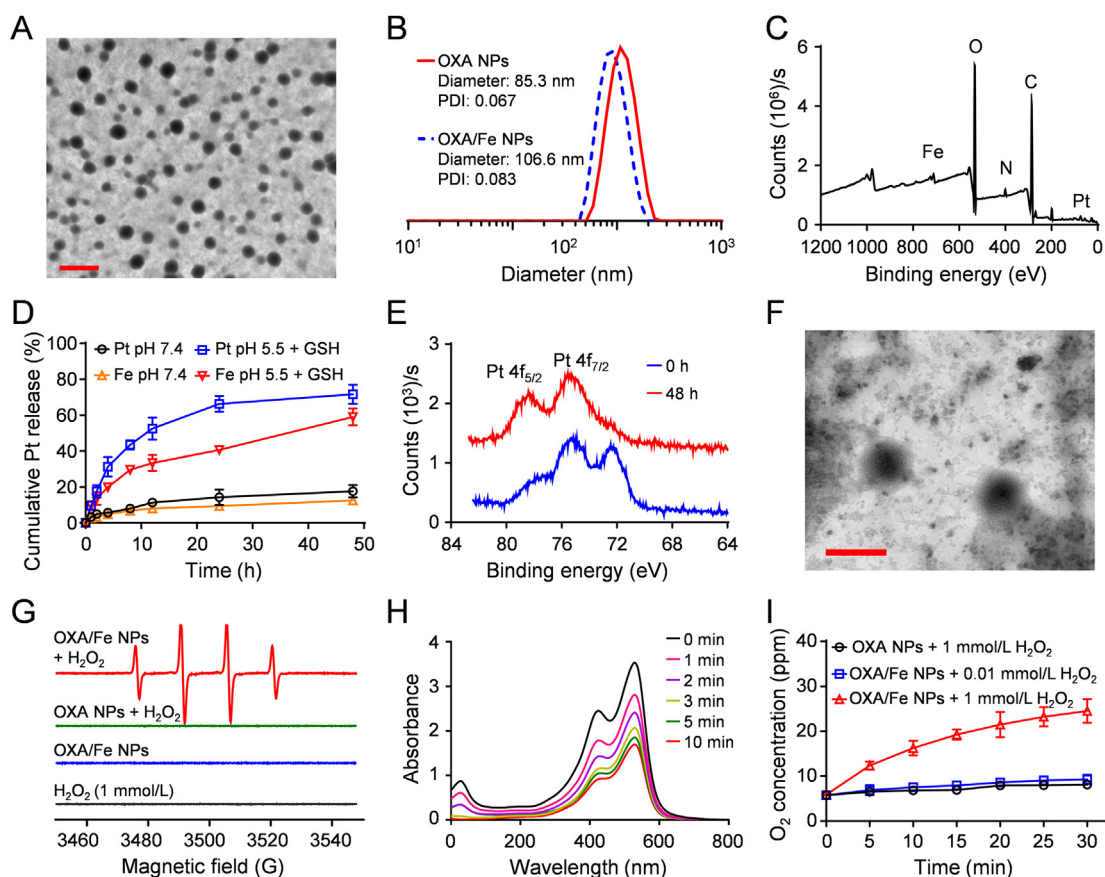 A
B
OXA NPs
Diameter: 85.3 nm
PDI: 0.067
OXA/Fe NPs
Diameter: 106.6 nm
PDI: 0.083
10¹ 10² 10³
Diameter (nm)
C
Counts (10⁶)/s
6
4
2
0
O
C
Fe
N
Pt
1200 1000 800 600 400 200 0
Binding energy (eV)
D
Cumulative Pt release (%)
100
80
60
40
20
0
Pt pH 7.4 Pt pH 5.5 + GSH
Fe pH 7.4 Fe pH 5.5 + GSH
0 10 20 30 40 50
Time (h)
E
Counts (10³)/s
3
2
1
0
Pt 4f₅/₂ Pt 4f₇/₂
0 h
48 h
84 80 76 72 68 64
Binding energy (eV)
F
G
OXA/Fe NPs
+ H₂O₂
OXA NPs + H₂O₂
OXA/Fe NPs
H₂O₂ (1 mmol/L)
3460 3480 3500 3520 3540
Magnetic field (G)
H
Absorbance
4
3
2
1
0
0 min
1 min
2 min
3 min
5 min
10 min
0 200 400 600 800
Wavelength (nm)
I
O₂ concentration (ppm)
40
30
20
10
0
OXA NPs + 1 mmol/L H₂O₂
OXA/Fe NPs + 0.01 mmol/L H₂O₂
OXA/Fe NPs + 1 mmol/L H₂O₂
0 5 10 15 20 25 30
Time (min)